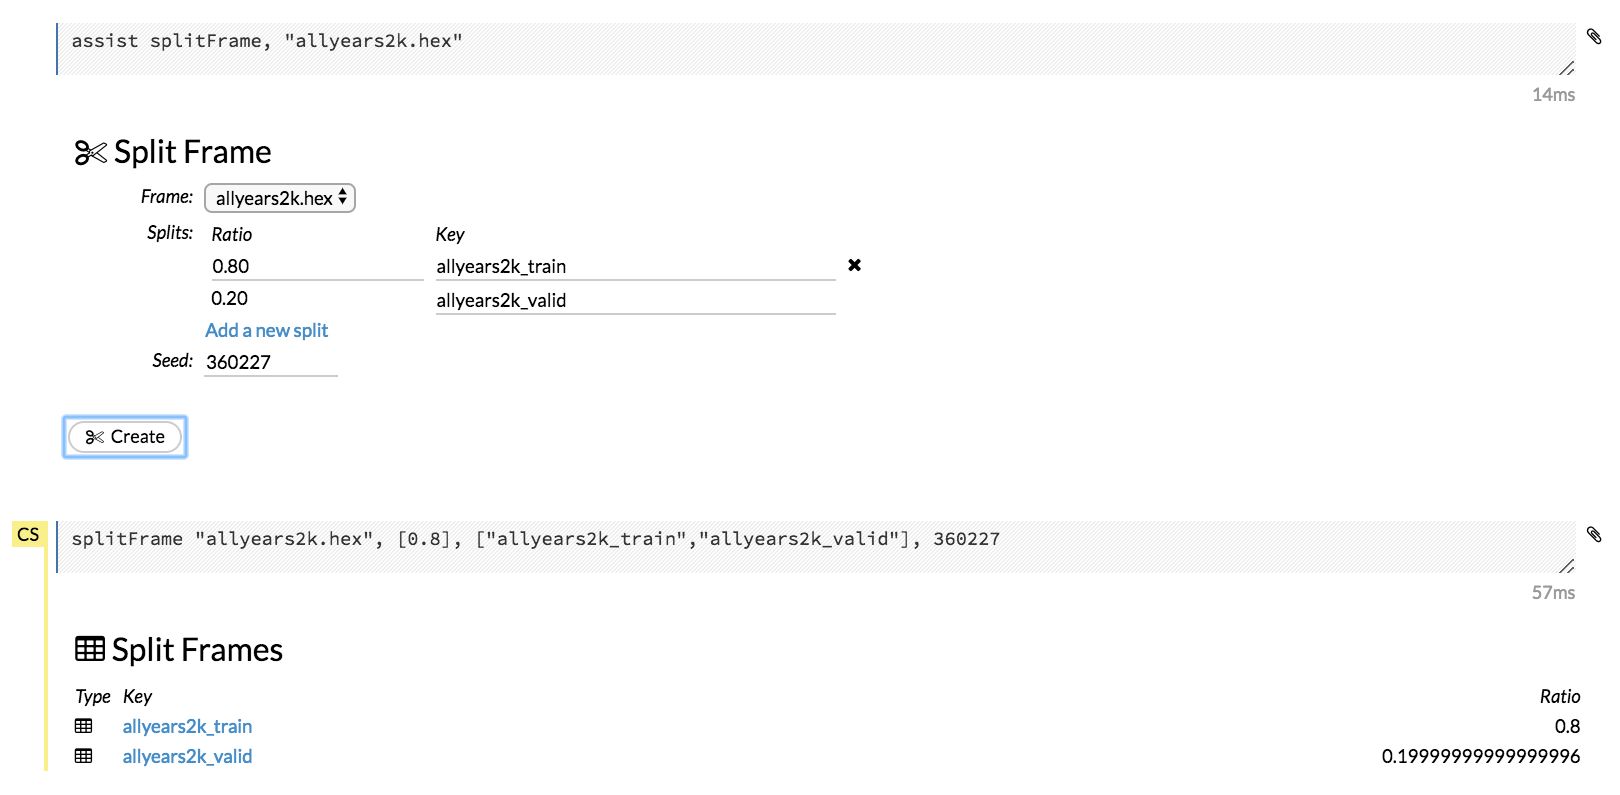 assist splitFrame, "allyears2k.hex"
14ms
Split Frame
Frame: allyears2k.hex
Splits: Ratio Key
0.80 allyears2k_train
0.20 allyears2k_valid
Add a new split
Seed: 360227
Create
CS splitFrame "allyears2k.hex", [0.8], ["allyears2k_train","allyears2k_valid"], 360227
57ms
Split Frames
Type Key Ratio
allyears2k_train 0.8
allyears2k_valid 0.19999999999999996